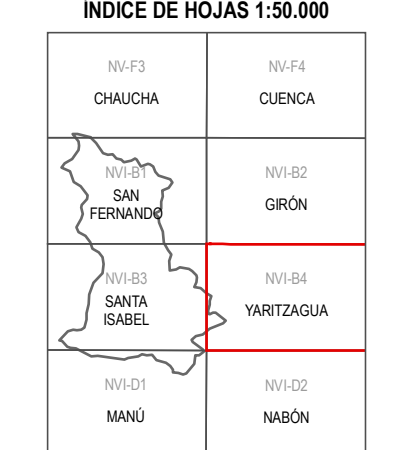 ÍNDICE DE HOJAS 1:50.000
NV-F3
CHAUCHA
NV-F4
CUENCA
NVI-B1
SAN
FERNANDO
NVI-B2
GIRÓN
NVI-B3
SANTA
ISABEL
NVI-B4
YARITZAGUA
NVI-D1
MANÚ
NVI-D2
NABÓN